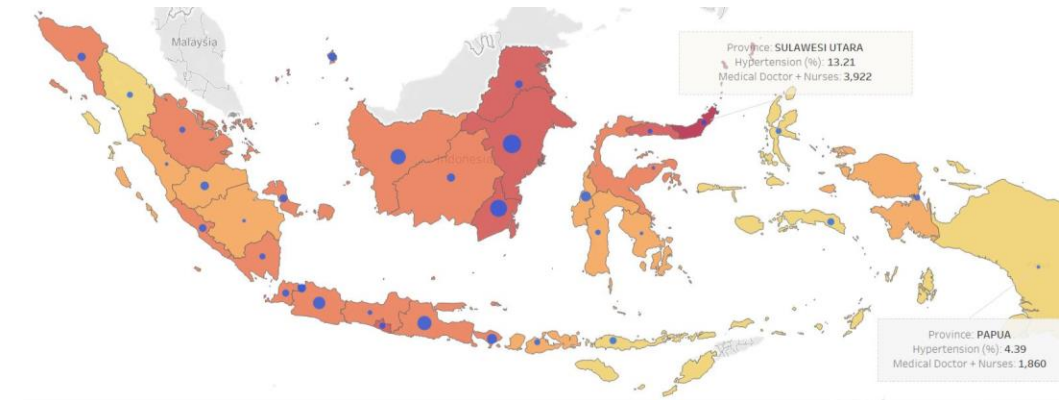 Malaysia
Province: SULAWESI UTARA
Hypertension (%): 13.21
Medical Doctor + Nurses: 3,922
Indonesia
Province: PAPUA
Hypertension (%): 4.39
Medical Doctor + Nurses: 1,860